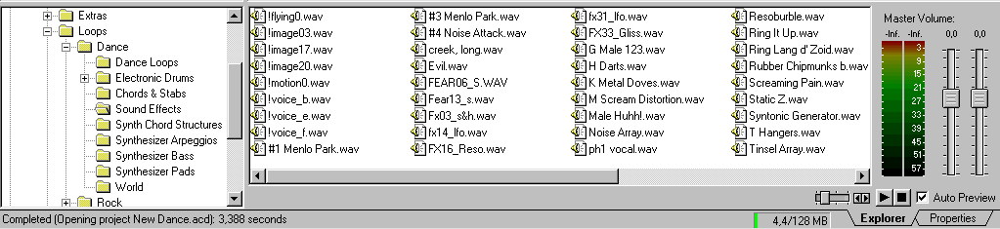 Extras
Loops
Dance
Dance Loops
Electronic Drums
Chords & Stabs
Sound Effects
Synth Chord Structures
Synthesizer Arpeggios
Synthesizer Bass
Synthesizer Pads
World
Rock
!flying0.wav
!image03.wav
!image17.wav
!image20.wav
!motion0.wav
!voice_b.wav
!voice_e.wav
!voice_f.wav
#1 Menlo Park.wav
#3 Menlo Park.wav
#4 Noise Attack.wav
creek, long.wav
Evil.wav
FEAR06_S.WAV
Fear13_s.wav
Fx03_s&h.wav
fx14_lfo.wav
FX16_Reso.wav
fx31_lfo.wav
FX33_Gliss.wav
G Male 123.wav
H Darts.wav
K Metal Doves.wav
M Scream Distortion.wav
Male Huhh!.wav
Noise Array.wav
ph1 vocal.wav
Resoburble.wav
Ring It Up.wav
Ring Lang d' Zoid.wav
Rubber Chipmunks b.wav
Screaming Pain.wav
Static Z.wav
Syntonic Generator.wav
T Hangers.wav
Tinsel Array.wav
Master Volume:
-Inf. -Inf. 0,0 0,0
3-
9-
15-
21-
27-
33-
39-
45-
51-
57-
Auto Preview
Completed (Opening project New Dance.acd): 3,388 seconds
4,4/128 MB
Explorer
Properties